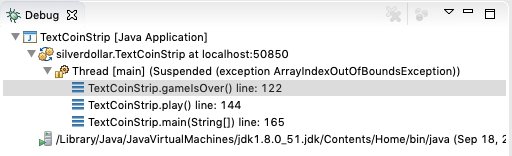 Debug
TextCoinStrip [Java Application]
silverdollar.TextCoinStrip at localhost:50850
Thread [main] (Suspended (exception ArrayIndexOutOfBoundsException))
TextCoinStrip.gameIsOver() line: 122
TextCoinStrip.play() line: 144
TextCoinStrip.main(String[]) line: 165
/Library/Java/JavaVirtualMachines/jdk1.8.0_51.jdk/Contents/Home/bin/java (Sep 18, 2